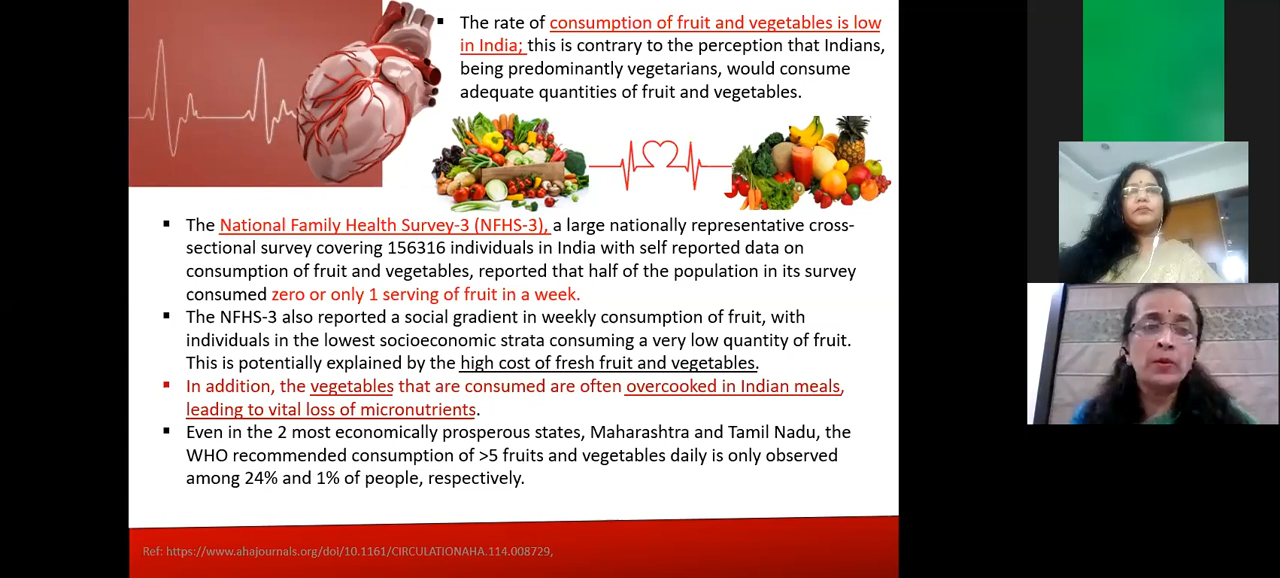 The rate of consumption of fruit and vegetables is low
in India; this is contrary to the perception that Indians,
being predominantly vegetarians, would consume
adequate quantities of fruit and vegetables.
The National Family Health Survey-3 (NFHS-3), a large nationally representative cross-
sectional survey covering 156316 individuals in India with self reported data on
consumption of fruit and vegetables, reported that half of the population in its survey
consumed zero or only 1 serving of fruit in a week.
The NFHS-3 also reported a social gradient in weekly consumption of fruit, with
individuals in the lowest socioeconomic strata consuming a very low quantity of fruit.
This is potentially explained by the high cost of fresh fruit and vegetables.
In addition, the vegetables that are consumed are often overcooked in Indian meals,
leading to vital loss of micronutrients.
Even in the 2 most economically prosperous states, Maharashtra and Tamil Nadu, the
WHO recommended consumption of >5 fruits and vegetables daily is only observed
among 24% and 1% of people, respectively.
Ref: https://www.ahajournals.org/doi/10.1161/CIRCULATIONAHA.114.008729,